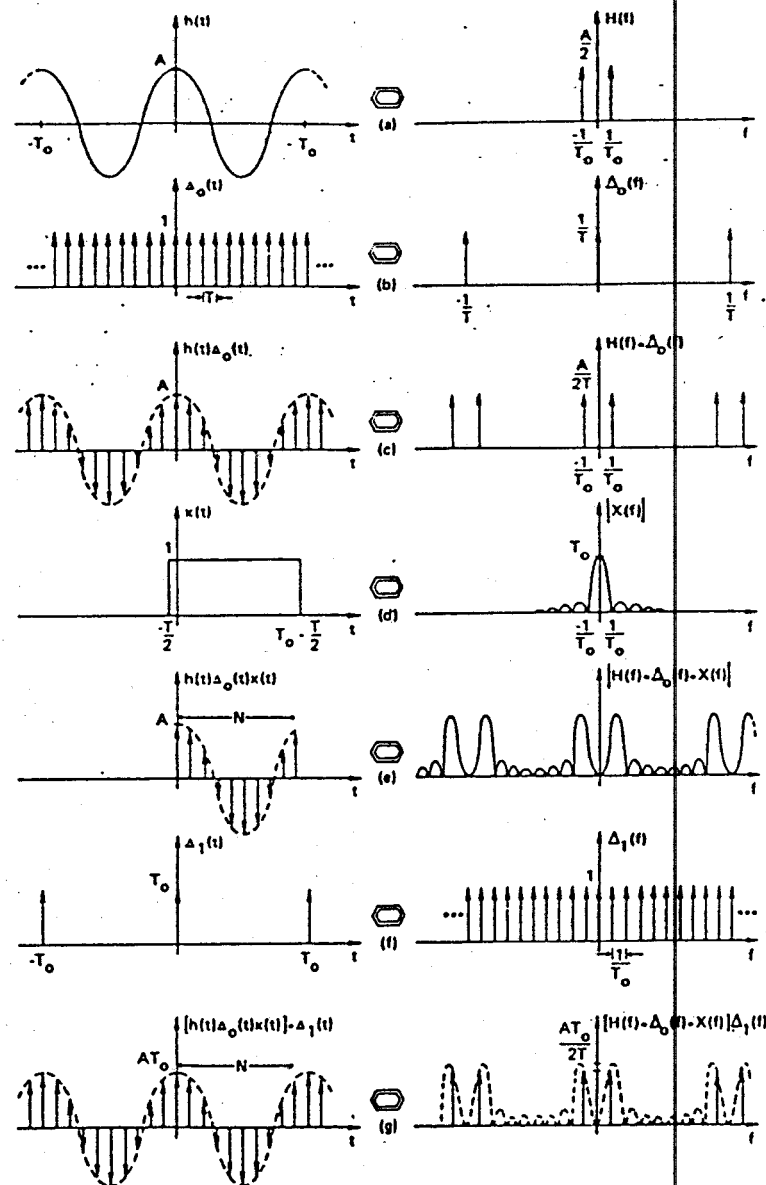 h(t)
H(f)
A
A/2
-T₀
- T₀
t
(a)
-1/T₀
1/T₀
f
Δ₀(t)
Δ₀(f)
1
1/T
...
...
T
t
(b)
-1/T
1/T
f
h(t)Δ₀(t)
H(f)*Δ₀(f)
A
A/2T
t
(c)
-1/T₀
1/T₀
f
x(t)
|X(f)|
1
T₀
-T/2
T₀ - T/2
t
(d)
-1/T₀
1/T₀
f
h(t)Δ₀(t)x(t)
|H(f)*Δ₀(f)*X(f)|
A
N
t
(e)
f
Δ₁(t)
Δ₁(f)
T₀
1
...
...
-T₀
T₀
t
(f)
1/T₀
f
[h(t)Δ₀(t)x(t)]*Δ₁(t)
[H(f)*Δ₀(f)*X(f)]Δ₁(f)
AT₀
N
AT₀/2T
t
(g)
f